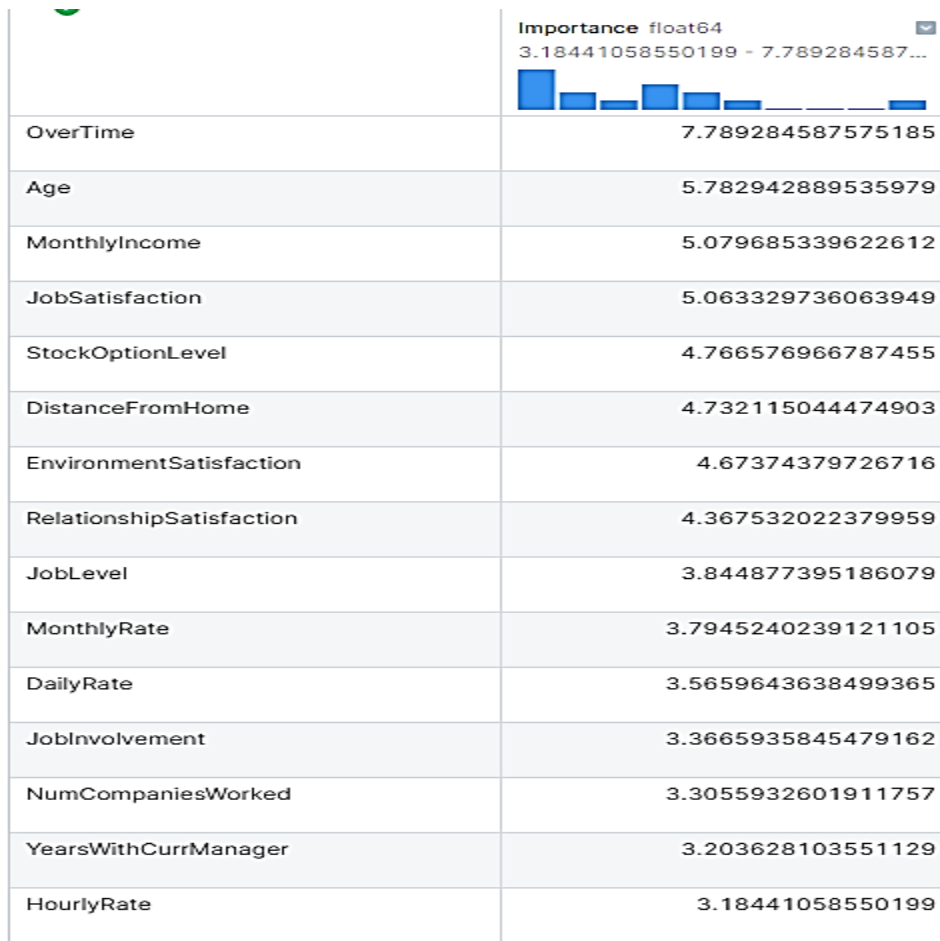 Importance float64
3.18441058550199 - 7.789284587...
OverTime 7.789284587575185
Age 5.782942889535979
MonthlyIncome 5.079685339622612
JobSatisfaction 5.063329736063949
StockOptionLevel 4.766576966787455
DistanceFromHome 4.732115044474903
EnvironmentSatisfaction 4.67374379726716
RelationshipSatisfaction 4.367532022379959
JobLevel 3.844877395186079
MonthlyRate 3.7945240239121105
DailyRate 3.5659643638499365
JobInvolvement 3.3665935845479162
NumCompaniesWorked 3.3055932601911757
YearsWithCurrManager 3.203628103551129
HourlyRate 3.18441058550199